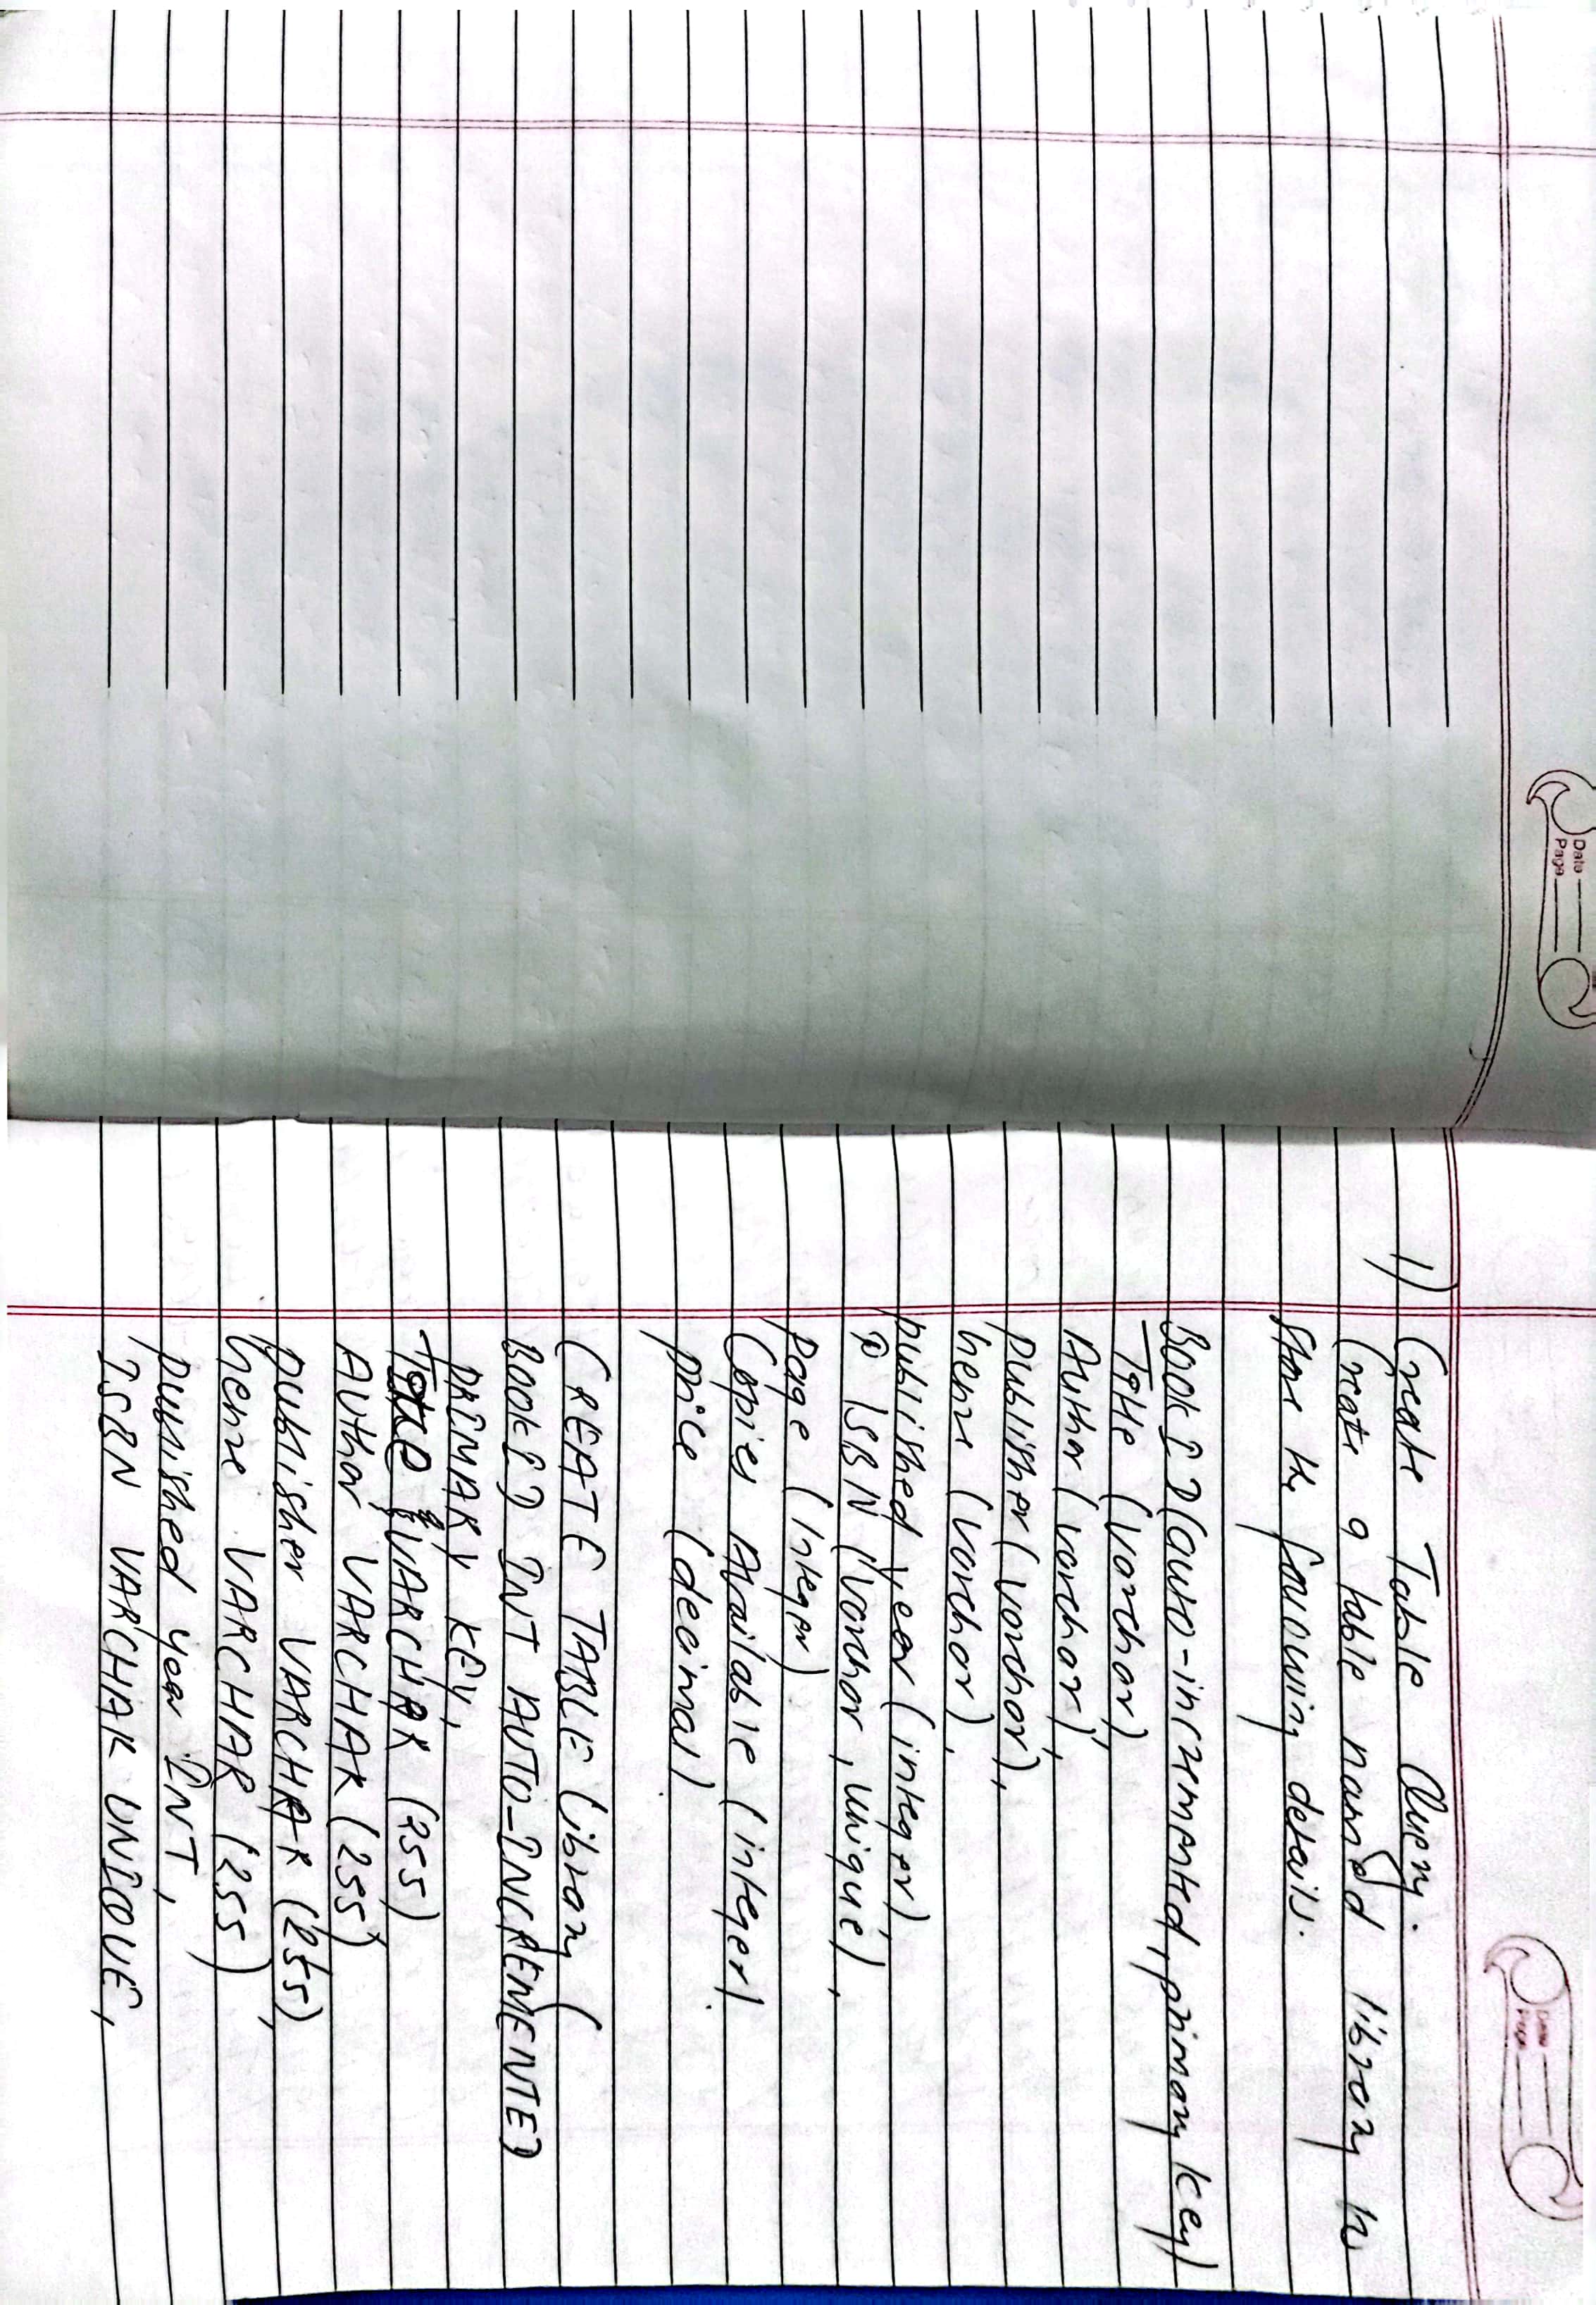 Date
Page
Date
Page
1) Create Table Query.
Create a table named library to
Store the following details.
Book I D (auto-incremented, primary key)
Title (varchar),
Author (varchar),
publisher (varchar),
Genre (varchar),
published year (integer),
ISBN (varchar, unique),
page (integer)
Copies Available (integer).
price (decimal)
CREATE TABLE Library (
BOOKID INT AUTO-INCREMENTED
PRIMARY KEY,
Title VARCHAR (255)
AUthor VARCHAR (255),
publisher VARCHAR (255),
Genre VARCHAR (255)
published year INT,
ISBN VARCHAR UNIQUE,